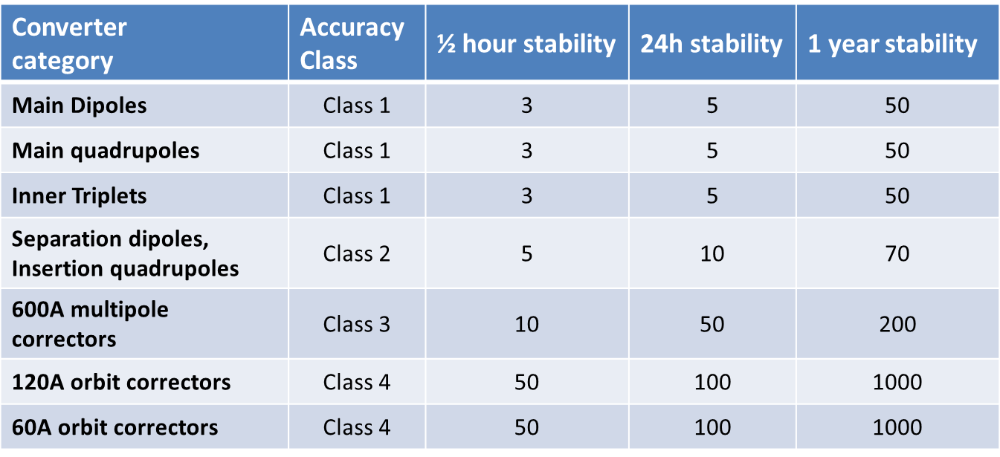 Converter category | Accuracy Class | ½ hour stability | 24h stability | 1 year stability
Main Dipoles | Class 1 | 3 | 5 | 50
Main quadrupoles | Class 1 | 3 | 5 | 50
Inner Triplets | Class 1 | 3 | 5 | 50
Separation dipoles, Insertion quadrupoles | Class 2 | 5 | 10 | 70
600A multipole correctors | Class 3 | 10 | 50 | 200
120A orbit correctors | Class 4 | 50 | 100 | 1000
60A orbit correctors | Class 4 | 50 | 100 | 1000